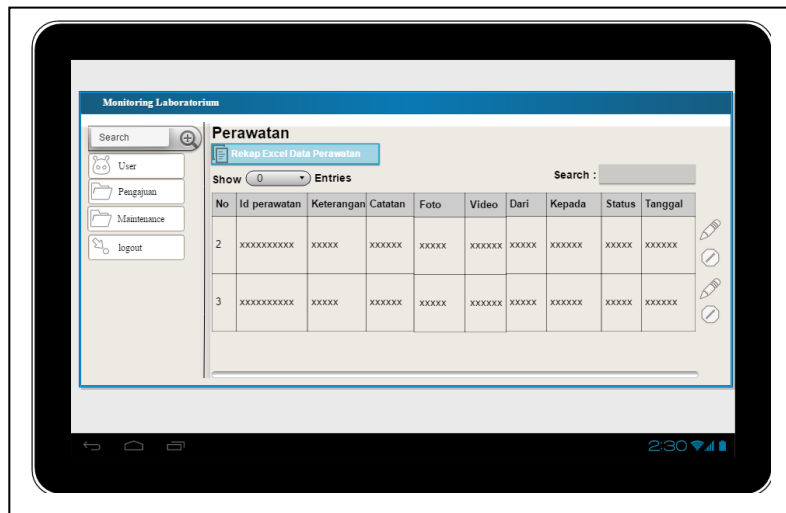 Monitoring Laboratorium
Search
User
Pengajuan
Maintenance
logout
Perawatan
Rekap Excel Data Perawatan
Show 0 Entries
Search :
No Id perawatan Keterangan Catatan Foto Video Dari Kepada Status Tanggal
2 xxxxxxxxxx xxxxx xxxxxx xxxxx xxxxxx xxxxx xxxxxx xxxxx xxxxxx
3 xxxxxxxxxx xxxxx xxxxxx xxxxx xxxxxx xxxxx xxxxxx xxxxx xxxxxx
2:30